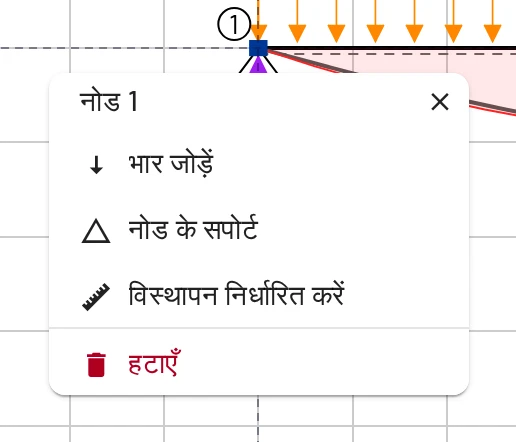 1
नोड 1
भार जोड़ें
नोड के सपोर्ट
विस्थापन निर्धारित करें
हटाएँ